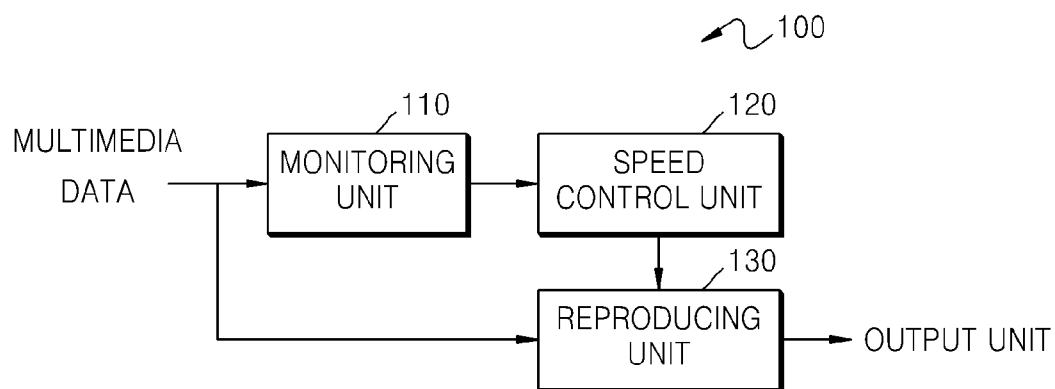 100
110
120
MULTIMEDIA
DATA
MONITORING
UNIT
SPEED
CONTROL UNIT
130
REPRODUCING
UNIT
OUTPUT UNIT